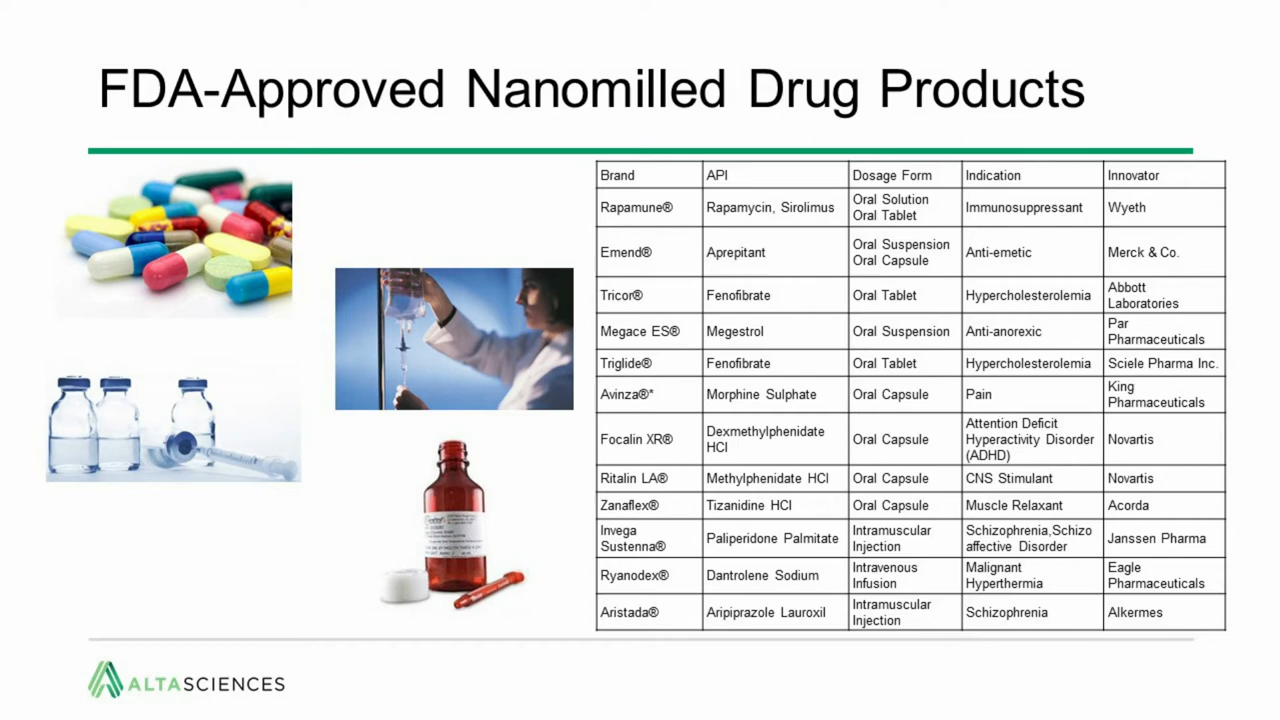 FDA-Approved Nanomilled Drug Products
Brand API Dosage Form Indication Innovator
Rapamune® Rapamycin, Sirolimus Oral Solution Oral Tablet Immunosuppressant Wyeth
Emend® Aprepitant Oral Suspension Oral Capsule Anti-emetic Merck & Co.
Tricor® Fenofibrate Oral Tablet Hypercholesterolemia Abbott Laboratories
Megace ES® Megestrol Oral Suspension Anti-anorexic Par Pharmaceuticals
Triglide® Fenofibrate Oral Tablet Hypercholesterolemia Sciele Pharma Inc.
Avinza®* Morphine Sulphate Oral Capsule Pain King Pharmaceuticals
Focalin XR® Dexmethylphenidate HCI Oral Capsule Attention Deficit Hyperactivity Disorder (ADHD) Novartis
Ritalin LA® Methylphenidate HCI Oral Capsule CNS Stimulant Novartis
Zanaflex® Tizanidine HCI Oral Capsule Muscle Relaxant Acorda
Invega Sustenna® Paliperidone Palmitate Intramuscular Injection Schizophrenia,Schizo affective Disorder Janssen Pharma
Ryanodex® Dantrolene Sodium Intravenous Infusion Malignant Hyperthermia Eagle Pharmaceuticals
Aristada® Aripiprazole Lauroxil Intramuscular Injection Schizophrenia Alkermes
ALTASCIENCES